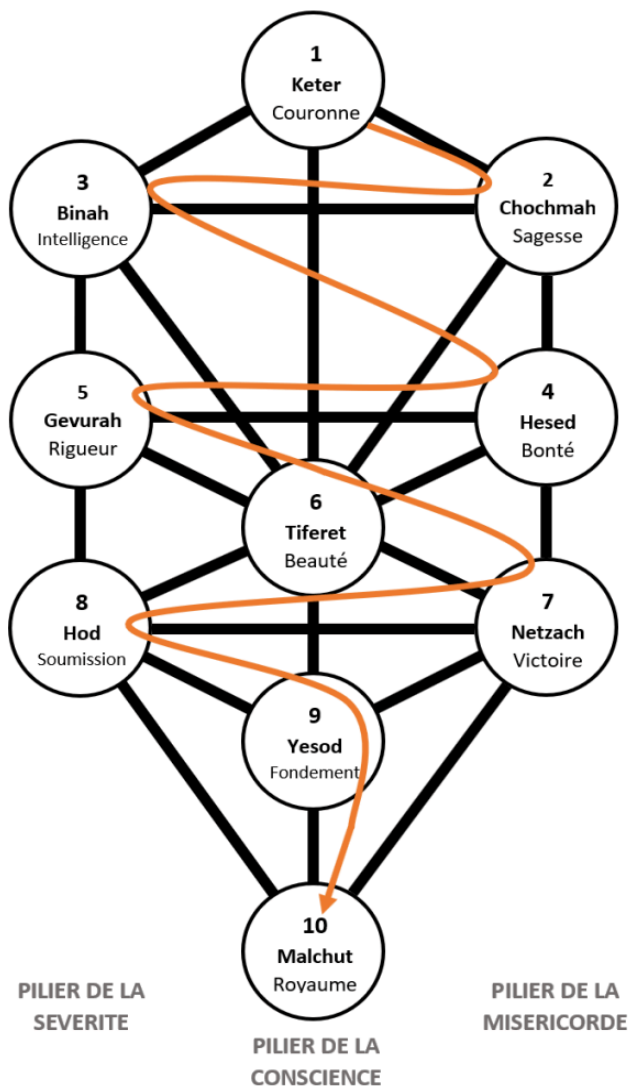 1
Keter
Couronne
2
Chochmah
Sagesse
3
Binah
Intelligence
4
Hesed
Bonté
5
Gevurah
Rigueur
6
Tiferet
Beauté
7
Netzach
Victoire
8
Hod
Soumission
9
Yesod
Fondement
10
Malchut
Royaume
PILIER DE LA
SEVERITE
PILIER DE LA
CONSCIENCE
PILIER DE LA
MISERICORDE